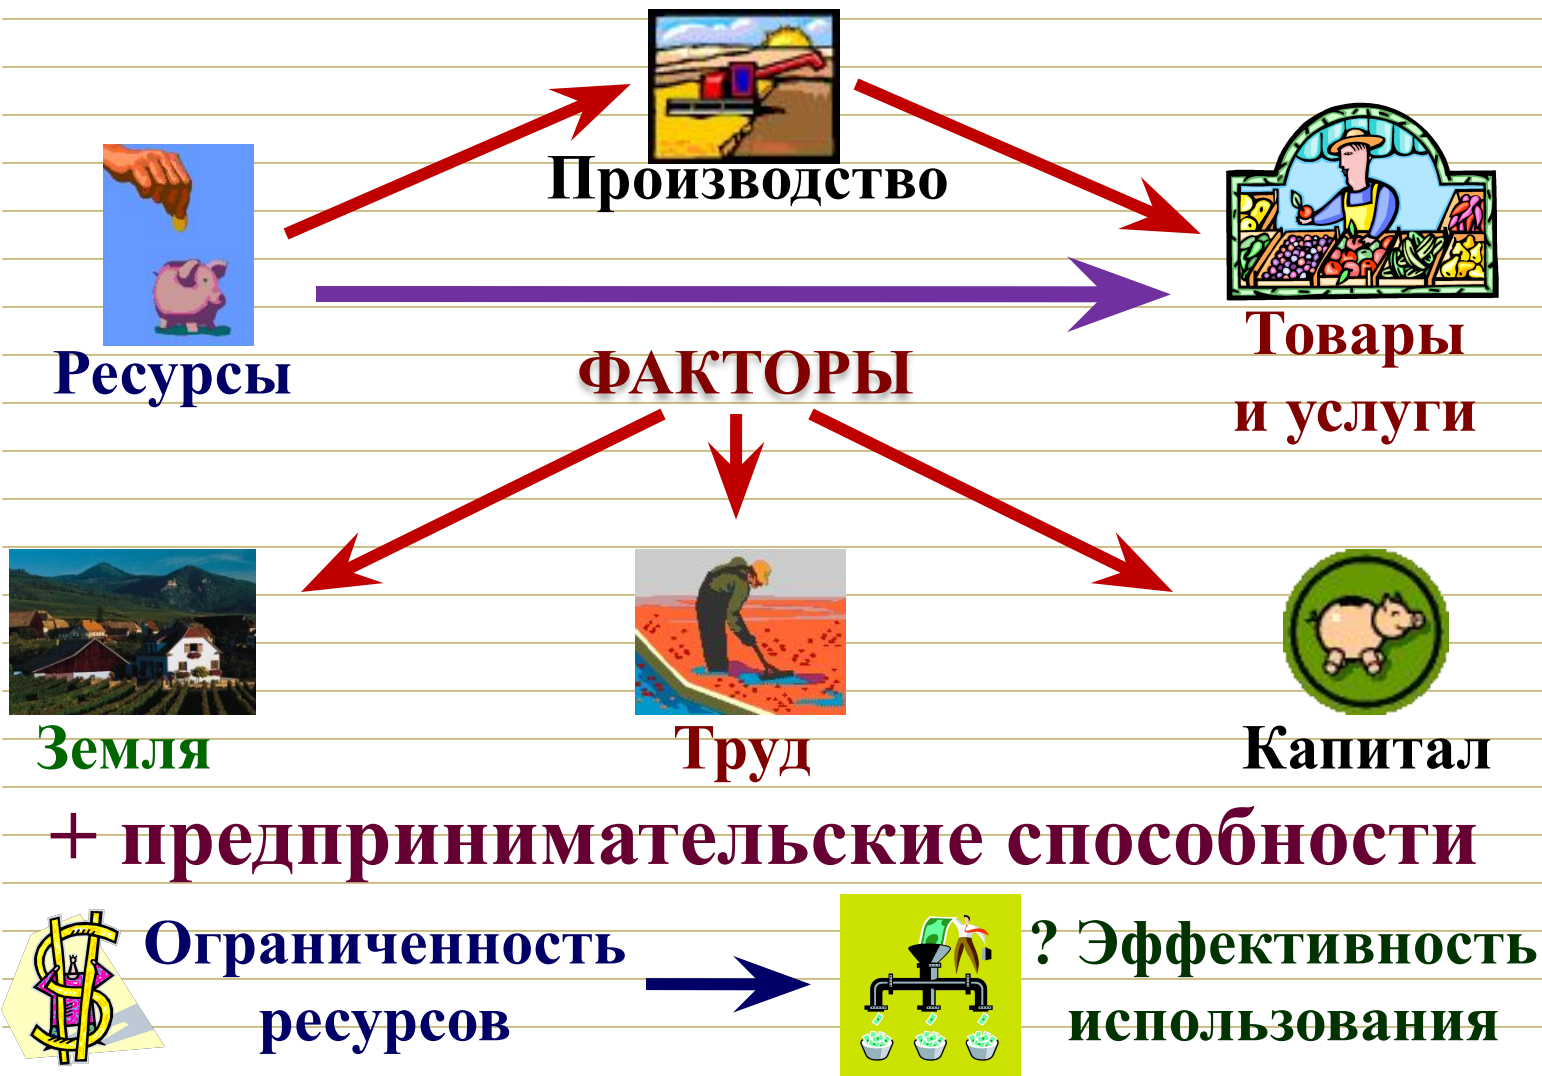 Производство
Ресурсы
Товары
и услуги
ФАКТОРЫ
Земля
Труд
Капитал
+ предпринимательские способности
Ограниченность
ресурсов
? Эффективность
использования